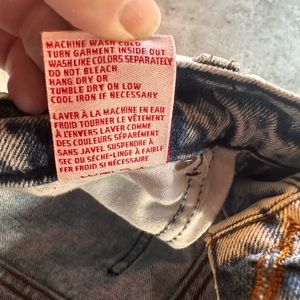 MACHINE WASH COLD
TURN GARMENT INSIDE OUT
WASH LIKE COLORS SEPARATELY
DO NOT BLEACH
HANG DRY OR
TUMBLE DRY ON LOW
COOL IRON IF NECESSARY
LAVER À LA MACHINE EN EAU
FROID TOURNER LE VÊTEMENT
À L'ENVERS LAVER COMME
DES COULEURS SÉPARÉMENT
SANS JAVEL SUSPENDRE À
SEC OU SÈCHE-LINGE À FAIBLE
FER FROID SI NÉCESSAIRE